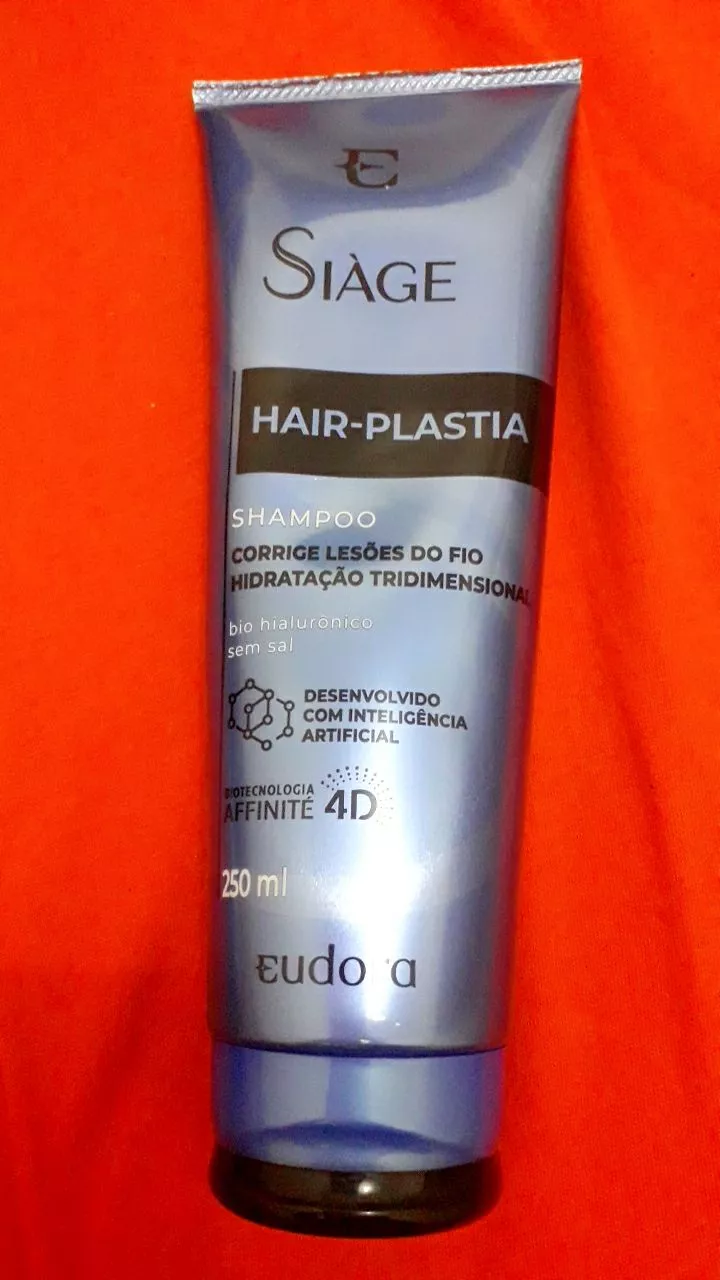 E
SIÀGE
HAIR-PLASTIA
SHAMPOO
CORRIGE LESÕES DO FIO
HIDRATAÇÃO TRIDIMENSIONAL
bio hialurônico
sem sal
DESENVOLVIDO
COM INTELIGÊNCIA
ARTIFICIAL
BIOTECNOLOGIA
AFFINITÉ 4D
250 ml
eudora